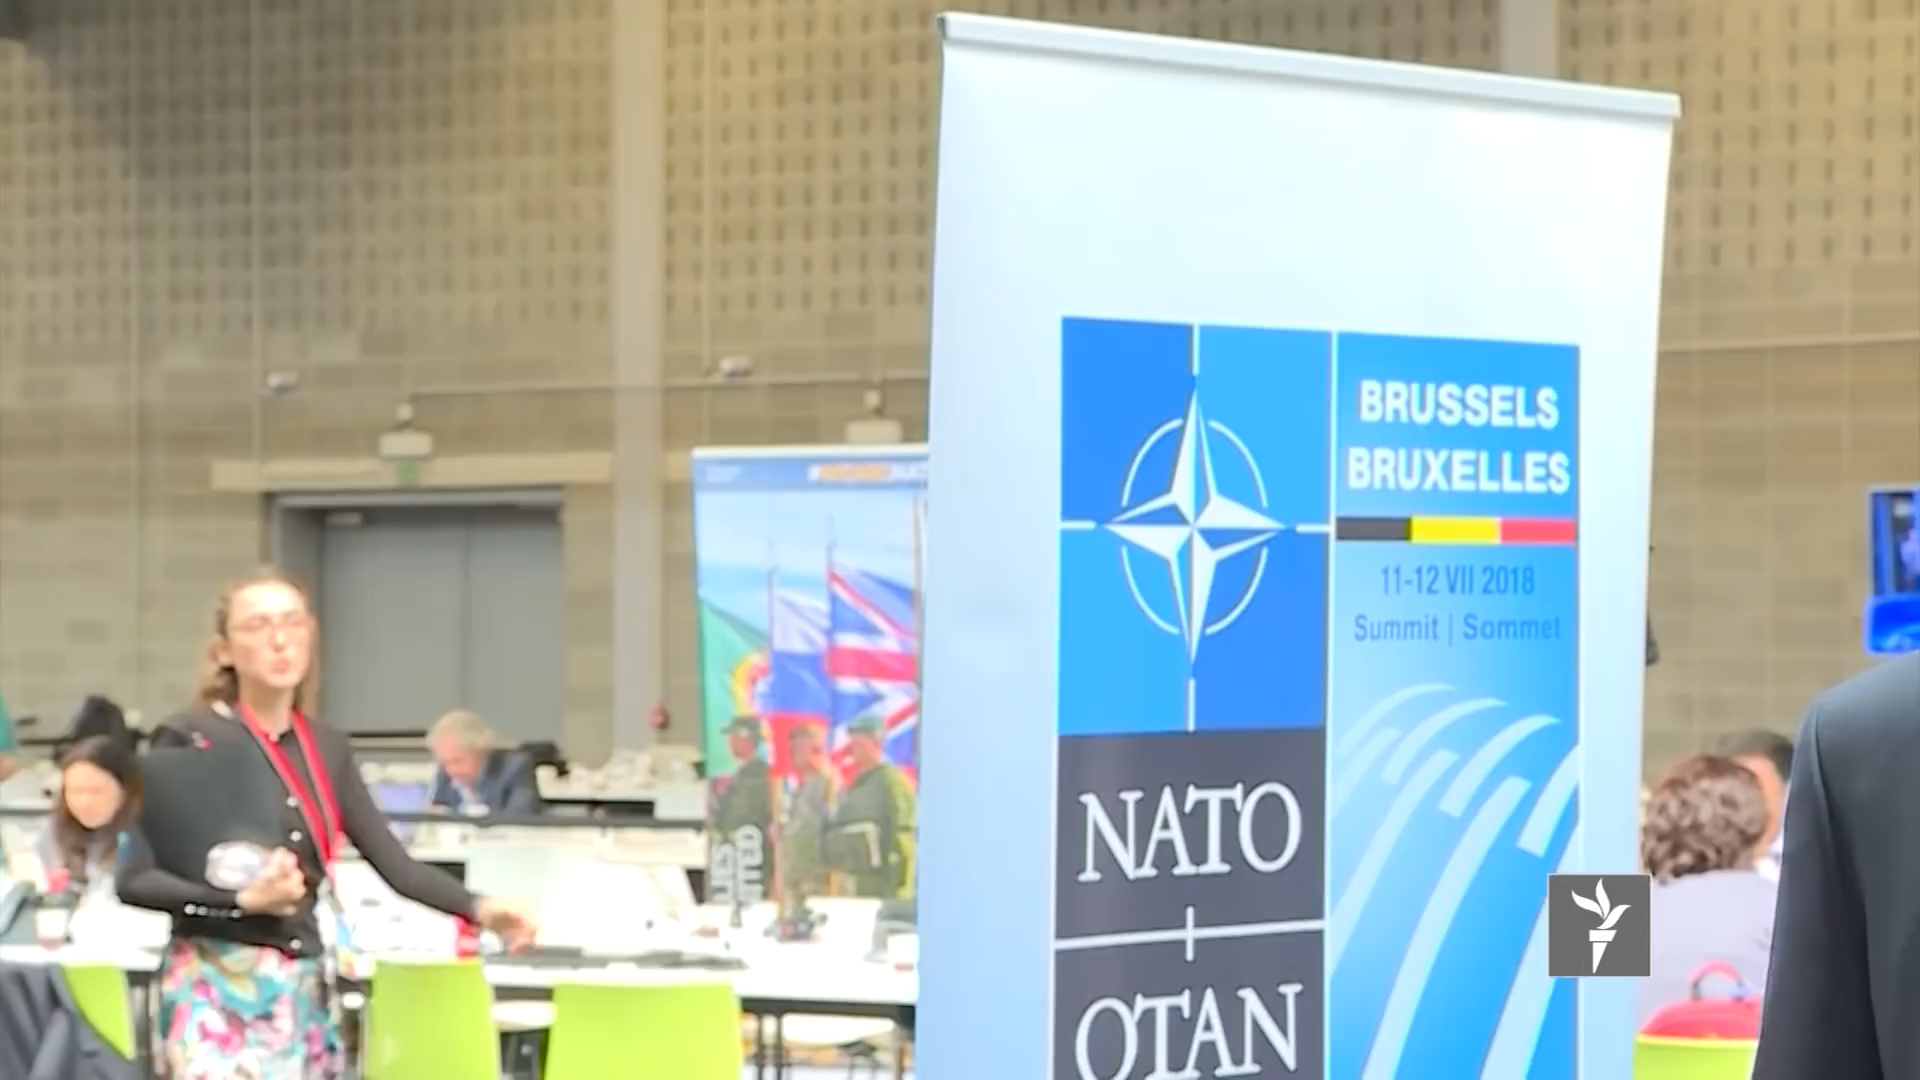 BRUSSELS
BRUXELLES
11-12 VII 2018
Summit | Sommet
NATO
OTAN